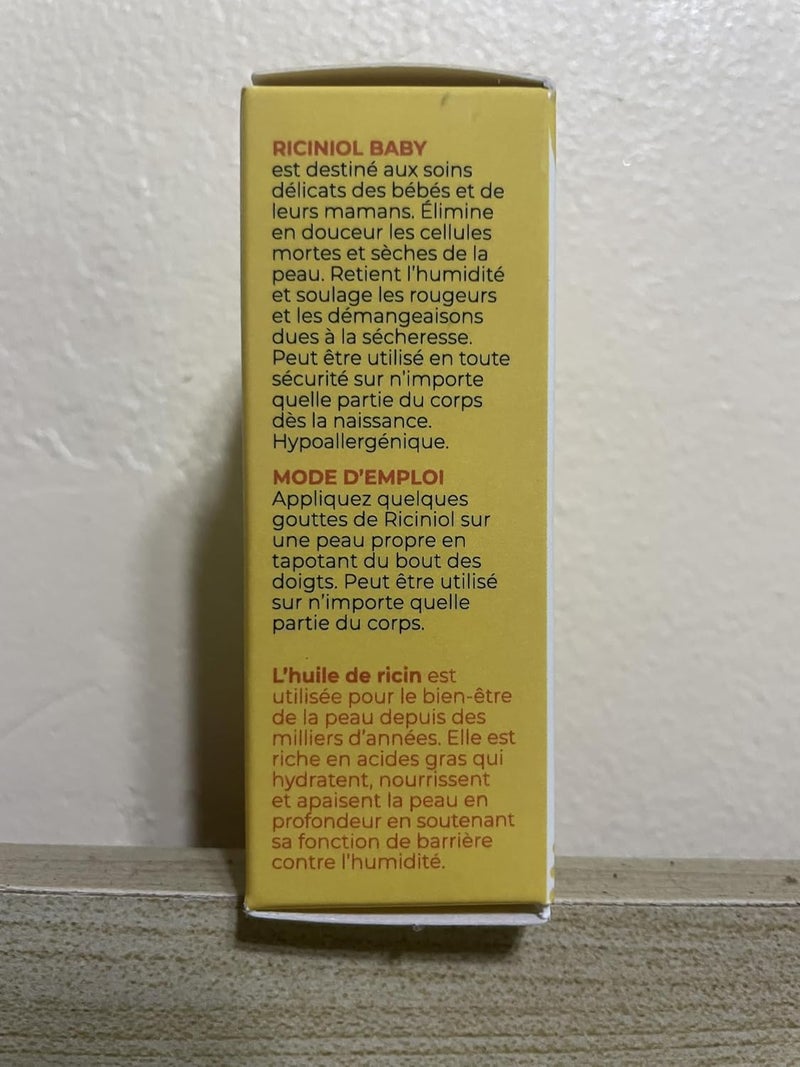 RICINIOL BABY
est destiné aux soins
délicats des bébés et de
leurs mamans. Élimine
en douceur les cellules
mortes et sèches de la
peau. Retient l'humidité
et soulage les rougeurs
et les démangeaisons
dues à la sécheresse.
Peut être utilisé en toute
sécurité sur n'importe
quelle partie du corps
dès la naissance.
Hypoallergénique.
MODE D'EMPLOI
Appliquez quelques
gouttes de Riciniol sur
une peau propre en
tapotant du bout des
doigts. Peut être utilisé
sur n'importe quelle
partie du corps.
L'huile de ricin est
utilisée pour le bien-être
de la peau depuis des
milliers d'années. Elle est
riche en acides gras qui
hydratent, nourrissent
et apaisent la peau en
profondeur en soutenant
sa fonction de barrière
contre l'humidité.